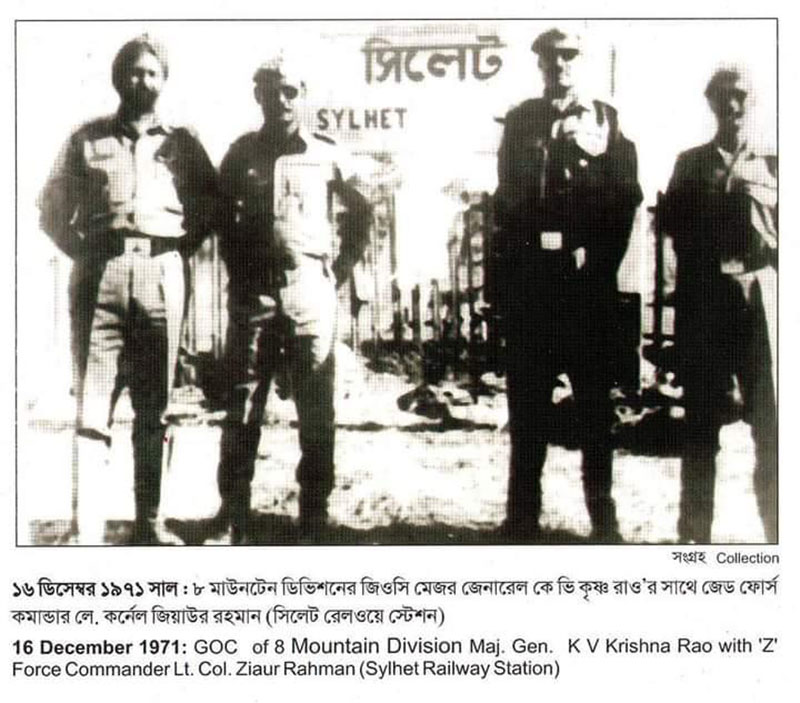 সিলেট
SYLHET
সংগ্রহ Collection
১৬ ডিসেম্বর ১৯৭১ সাল : ৮ মাউনটেন ডিভিশনের জিওসি মেজর জেনারেল কে ভি কৃষ্ণ রাও'র সাথে জেড ফোর্স
কমান্ডার লে. কর্নেল জিয়াউর রহমান (সিলেট রেলওয়ে স্টেশন)
16 December 1971: GOC of 8 Mountain Division Maj. Gen. K V Krishna Rao with 'Z'
Force Commander Lt. Col. Ziaur Rahman (Sylhet Railway Station)